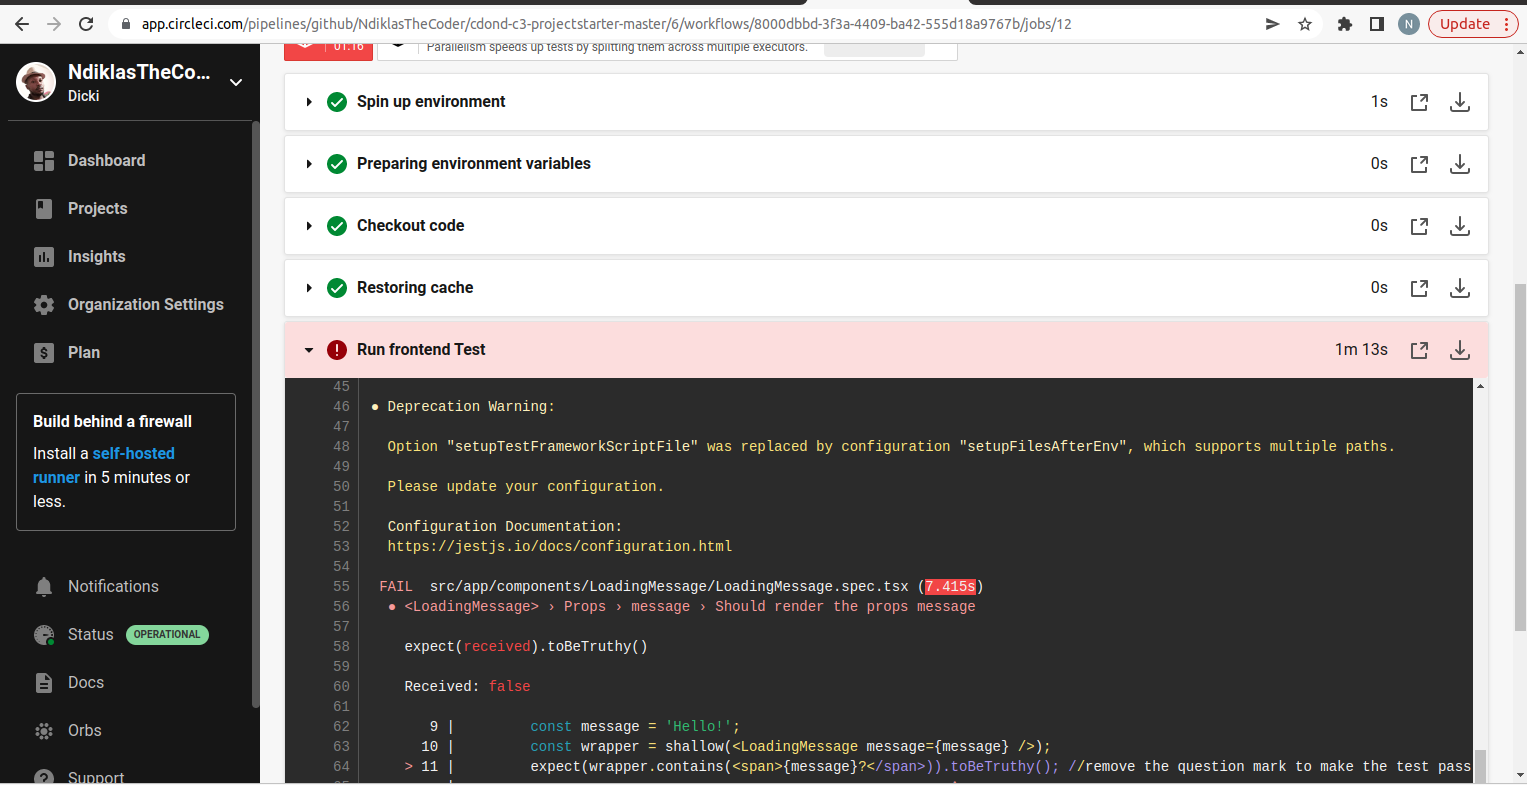 app.circleci.com/pipelines/github/NdiklasTheCoder/cdond-c3-projectstarter-master/6/workflows/8000dbbd-3f3a-4409-ba42-555d18a9767b/jobs/12
N
Update
NdiklasTheCo...
Dicki
Dashboard
Projects
Insights
Organization Settings
Plan
Build behind a firewall
Install a self-hosted
runner in 5 minutes or
less.
Notifications
Status OPERATIONAL
Docs
Orbs
Support
01:16
Parallelism speeds up tests by splitting them across multiple executors.
Spin up environment 1s
Preparing environment variables 0s
Checkout code 0s
Restoring cache 0s
Run frontend Test 1m 13s
45
46 ● Deprecation Warning:
47
48 Option "setupTestFrameworkScriptFile" was replaced by configuration "setupFilesAfterEnv", which supports multiple paths.
49
50 Please update your configuration.
51
52 Configuration Documentation:
53 https://jestjs.io/docs/configuration.html
54
55 FAIL src/app/components/LoadingMessage/LoadingMessage.spec.tsx (7.415s)
56 ● <LoadingMessage> › Props › message › Should render the props message
57
58 expect(received).toBeTruthy()
59
60 Received: false
61
62 9 | const message = 'Hello!';
63 10 | const wrapper = shallow(<LoadingMessage message={message} />);
64 > 11 | expect(wrapper.contains(<span>{message}?</span>)).toBeTruthy(); //remove the question mark to make the test pass